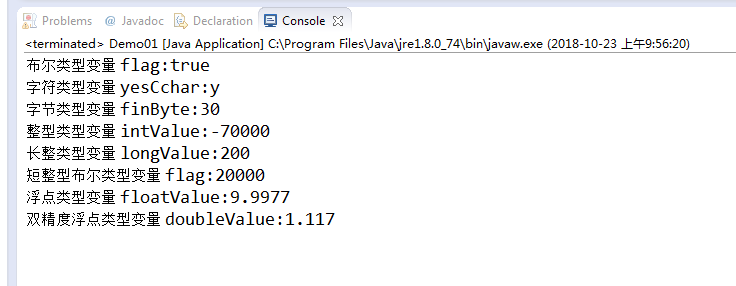 Problems @ Javadoc Declaration Console
<terminated> Demo01 [Java Application] C:\Program Files\Java\jre1.8.0_74\bin\javaw.exe (2018-10-23 上午9:56:20)
布尔类型变量 flag:true
字符类型变量 yesCchar:y
字节类型变量 finByte:30
整型类型变量 intValue:-70000
长整类型变量 longValue:200
短整型布尔类型变量 flag:20000
浮点类型变量 floatValue:9.9977
双精度浮点类型变量 doubleValue:1.117